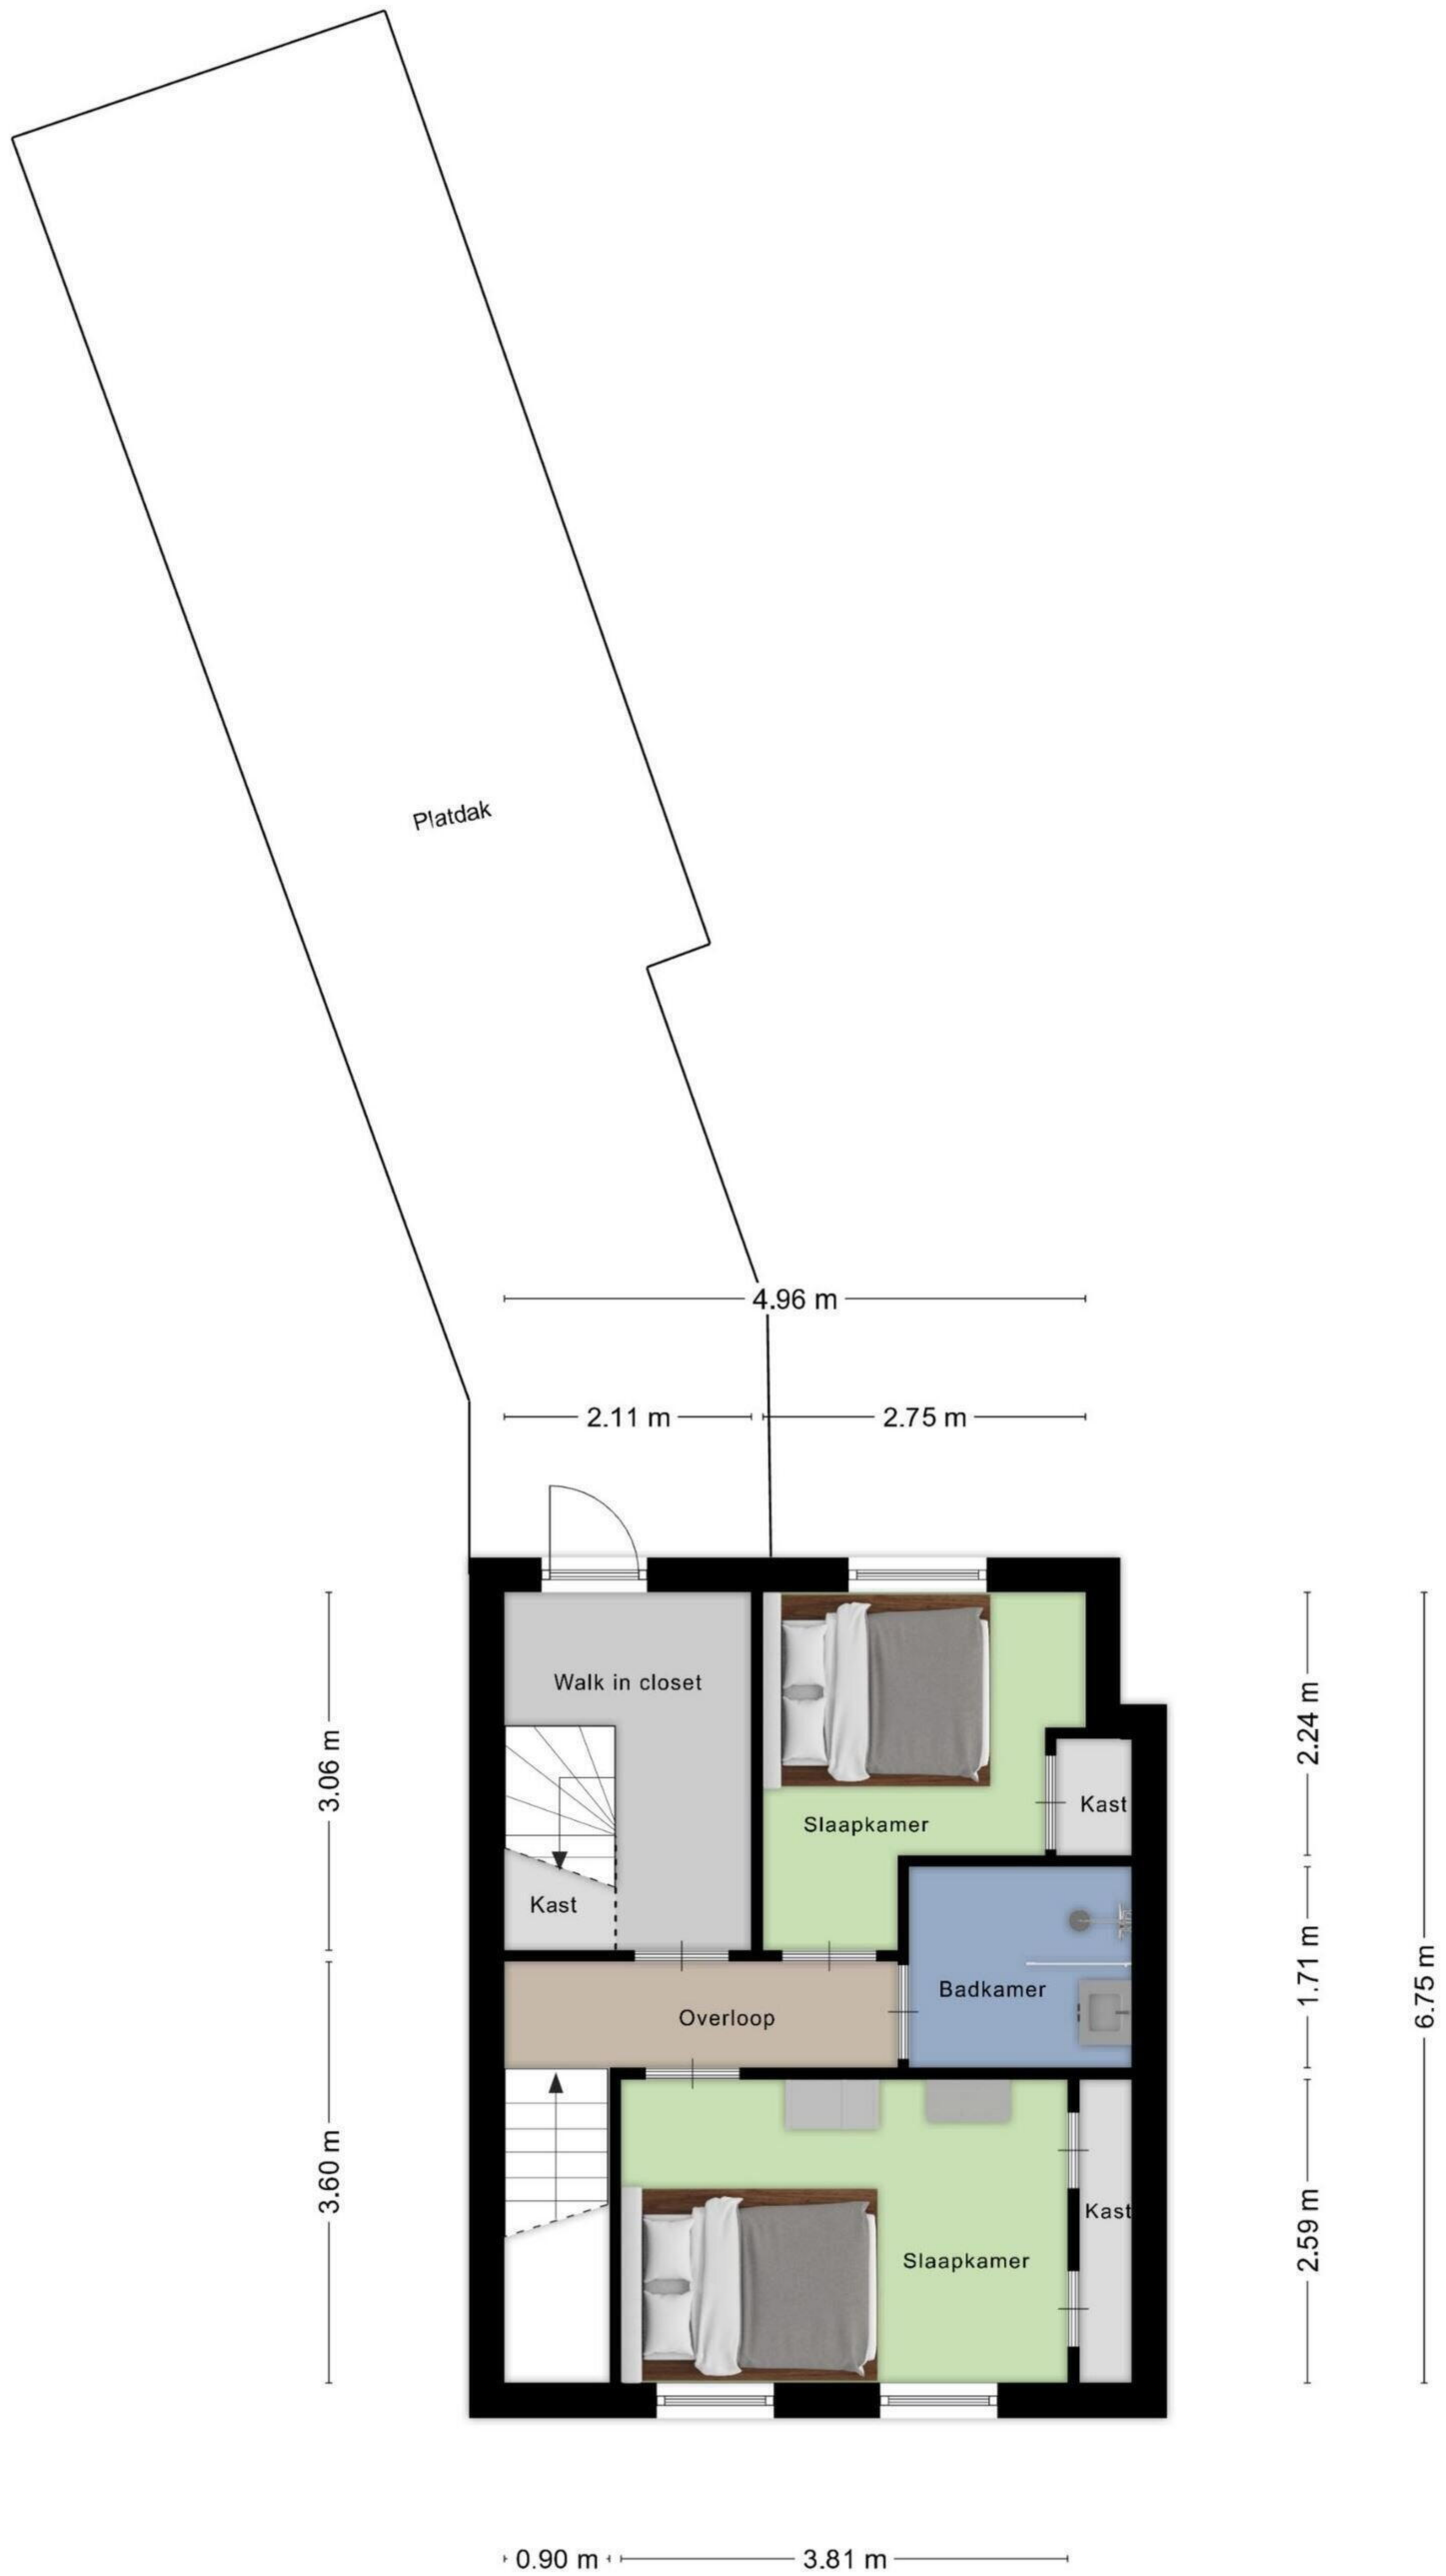 Platdak
4.96 m
2.11 m
2.75 m
Walk in closet
2.24 m
3.06 m
Kast
Slaapkamer
Kast
1.71 m
6.75 m
Badkamer
Overloop
3.60 m
Kast
2.59 m
Slaapkamer
0.90 m
3.81 m